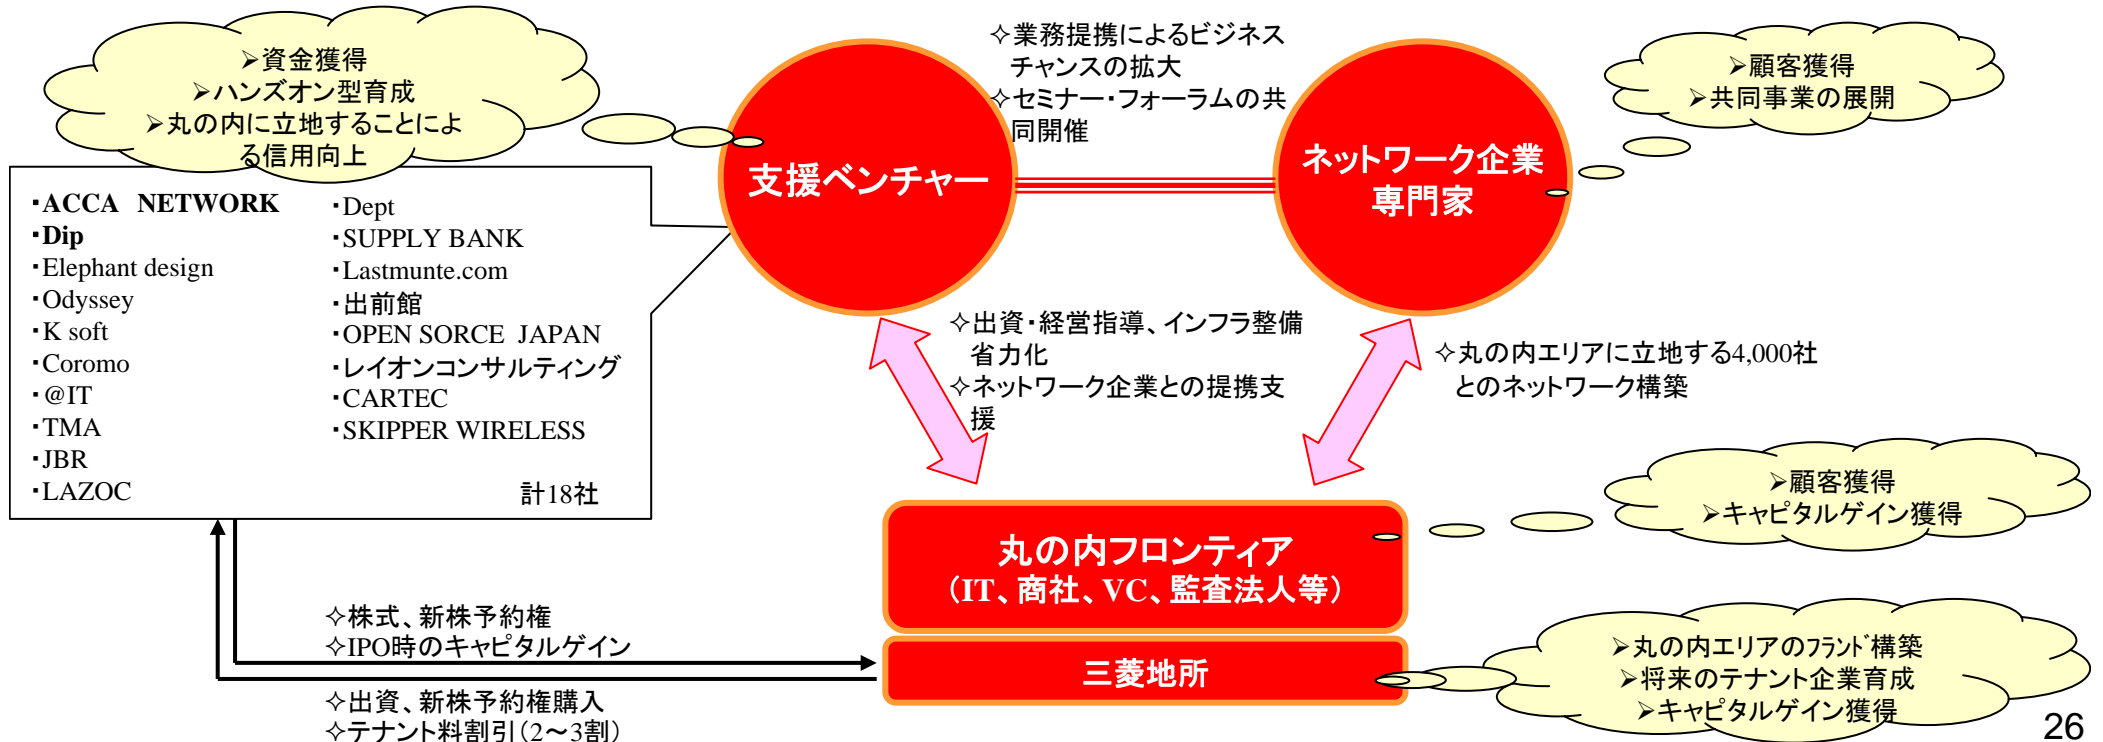 ➢資金獲得
➢ハンズオン型育成
➢丸の内に立地することによ
る信用向上
✧業務提携によるビジネス
チャンスの拡大
✧セミナー・フォーラムの共
同開催
➢顧客獲得
➢共同事業の展開
支援ベンチャー
ネットワーク企業
専門家
・ACCA NETWORK
・Dip
・Elephant design
・Odyssey
・K soft
・Coromo
・@IT
・TMA
・JBR
・LAZOC
・Dept
・SUPPLY BANK
・Lastmunte.com
・出前館
・OPEN SORCE JAPAN
・レイオンコンサルティング
・CARTEC
・SKIPPER WIRELESS
計18社
✧出資・経営指導、インフラ整備
省力化
✧ネットワーク企業との提携支
援
✧丸の内エリアに立地する4,000社
とのネットワーク構築
➢顧客獲得
➢キャピタルゲイン獲得
丸の内フロンティア
（IT、商社、VC、監査法人等）
三菱地所
✧株式、新株予約権
✧IPO時のキャピタルゲイン
✧出資、新株予約権購入
✧テナント料割引（2～3割）
➢丸の内エリアのﾌﾗﾝﾄﾞ構築
➢将来のテナント企業育成
➢キャピタルゲイン獲得
26